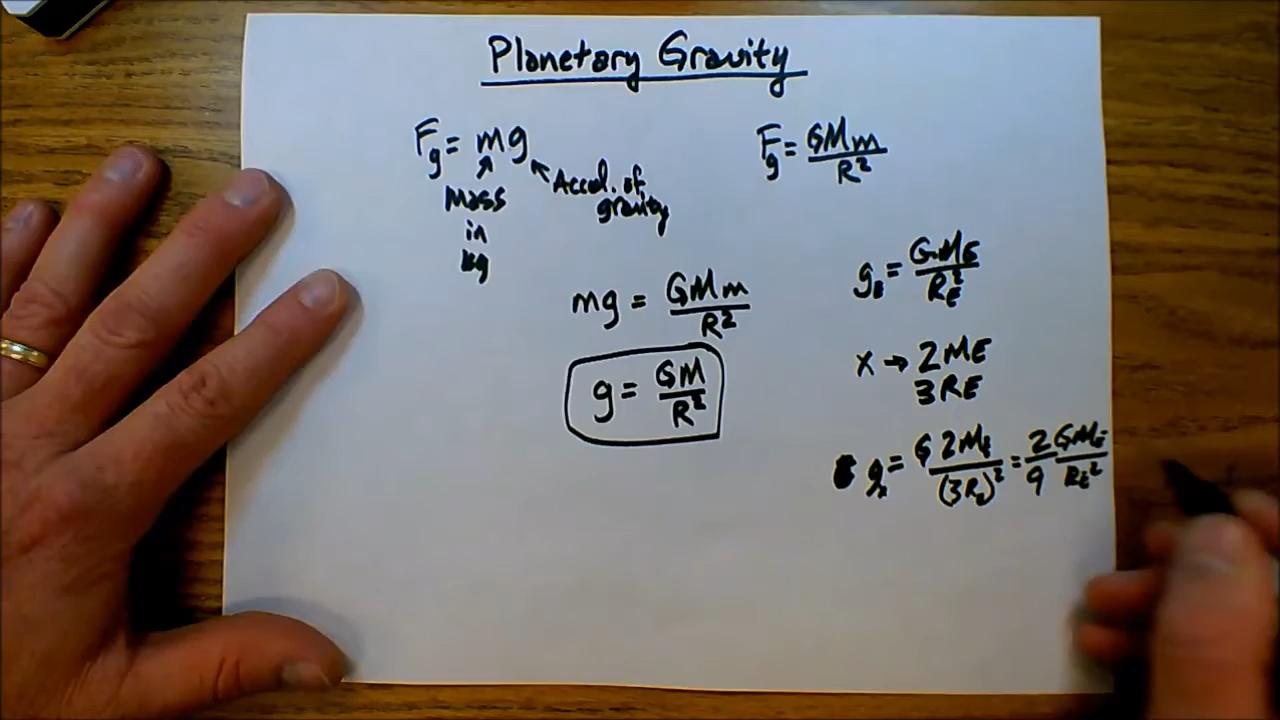 Planetary Gravity
Fg = mg
Mass in kg
Accel. of gravity
Fg = GMm/R²
mg = GMm/R²
g = GM/R²
gE = G·ME/RE²
X → 2ME
3RE
gx = G 2ME/(3RE)² = 2/9 GME/RE²